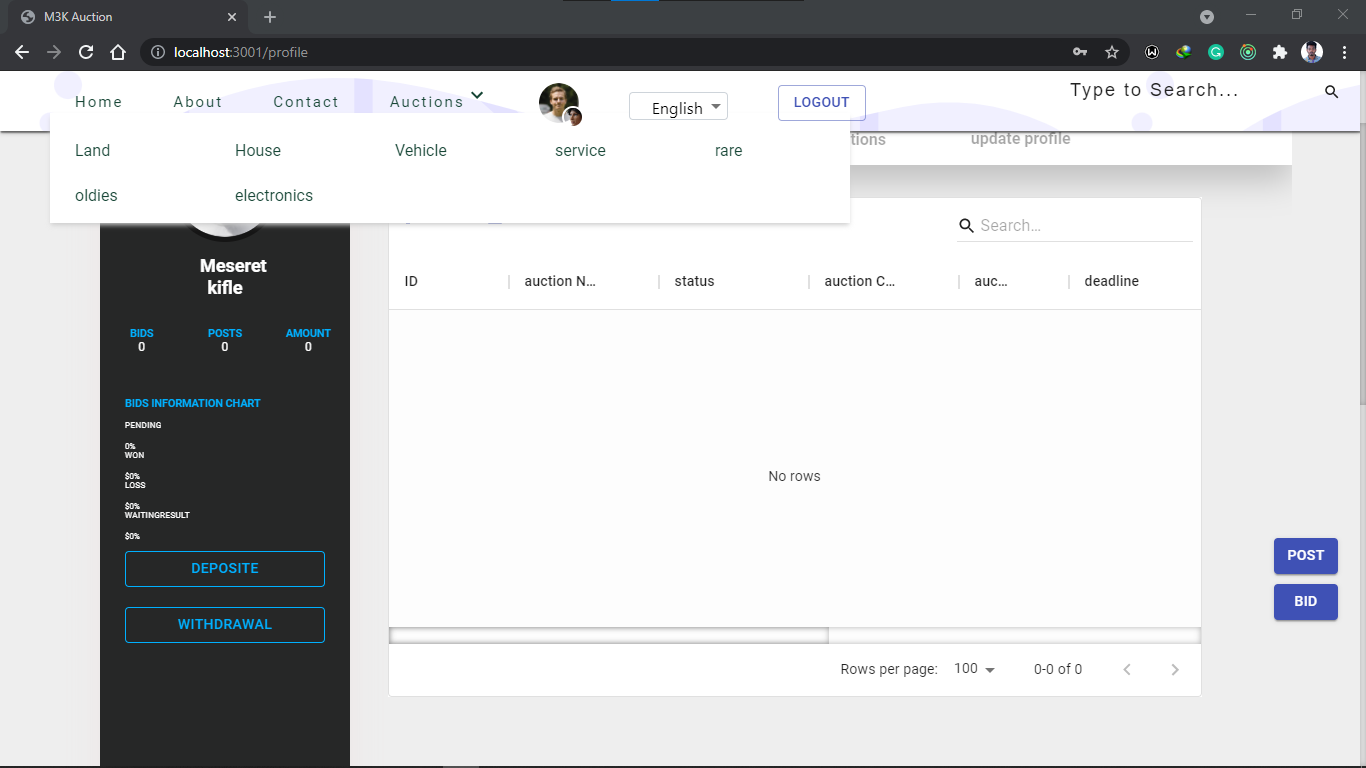 M3K Auction
localhost:3001/profile
Home About Contact Auctions English LOGOUT Type to Search...
update profile
Land House Vehicle service rare
oldies electronics
Search...
Meseret
kifle
ID auction N... status auction C... auc... deadline
BIDS POSTS AMOUNT
0 0 0
BIDS INFORMATION CHART
PENDING
0%
WON
$0%
LOSS
$0%
WAITINGRESULT
$0%
DEPOSITE
WITHDRAWAL
No rows
POST
BID
Rows per page: 100 0-0 of 0